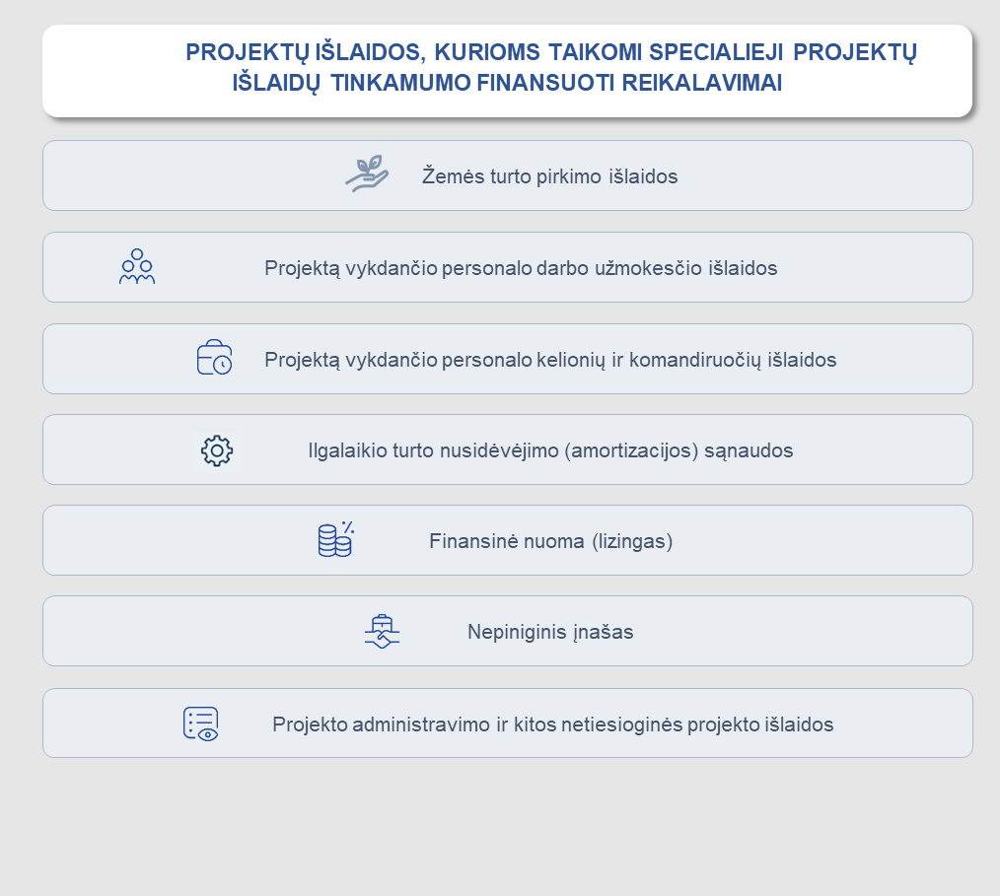 PROJEKTŲ IŠLAIDOS, KURIOMS TAIKOMI SPECIALIEJI PROJEKTŲ
IŠLAIDŲ TINKAMUMO FINANSUOTI REIKALAVIMAI
Žemės turto pirkimo išlaidos
Projektą vykdančio personalo darbo užmokesčio išlaidos
Projektą vykdančio personalo kelionių ir komandiruočių išlaidos
Ilgalaikio turto nusidėvėjimo (amortizacijos) sąnaudos
Finansinė nuoma (lizingas)
Nepiniginis įnašas
Projekto administravimo ir kitos netiesioginės projekto išlaidos